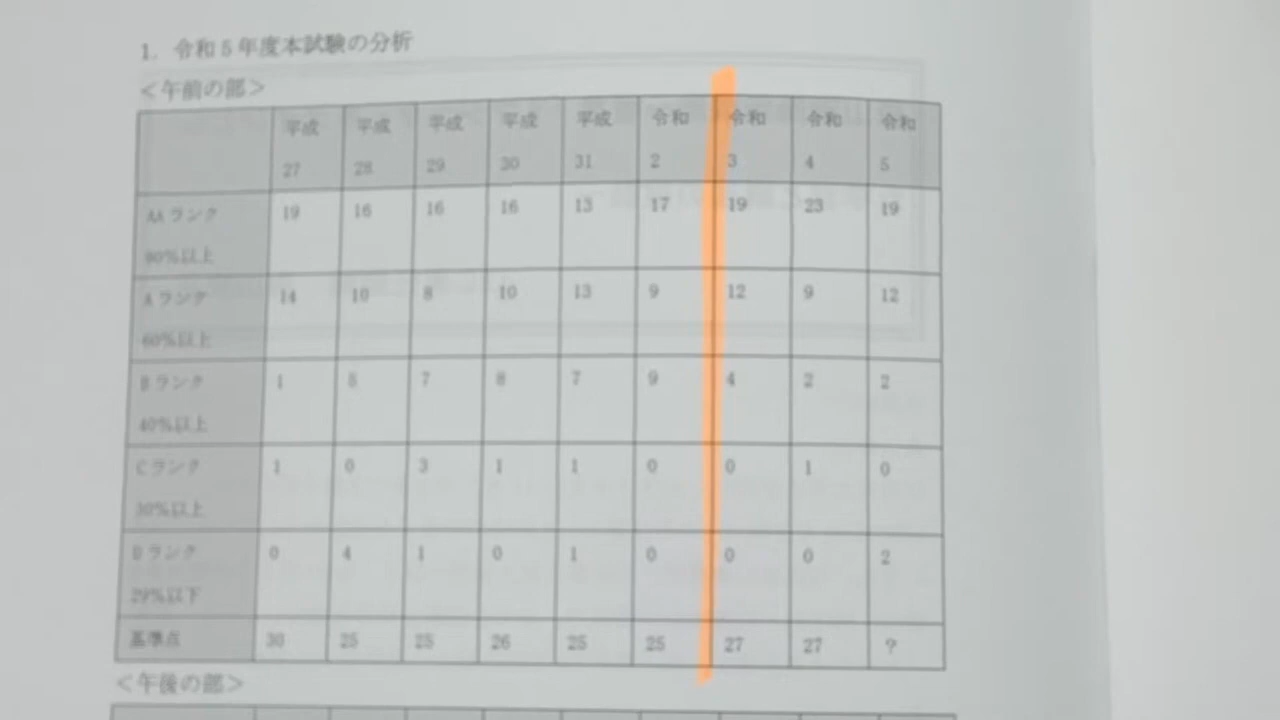 1．令和5年度本試験の分析
＜午前の部＞
平成 平成 平成 平成 平成 令和 令和 令和 令和
27 28 29 30 31 2 3 4 5
AAランク 19 16 16 16 13 17 19 23 19
80%以上
Aランク 14 10 8 10 13 9 12 9 12
60%以上
Bランク 1 5 7 8 7 9 4 2 2
40%以上
Cランク 1 0 3 1 1 0 0 1 0
30%以上
Dランク 0 4 1 0 1 0 0 0 2
29%以下
基準点 30 25 25 26 25 25 27 27 ?
＜午後の部＞